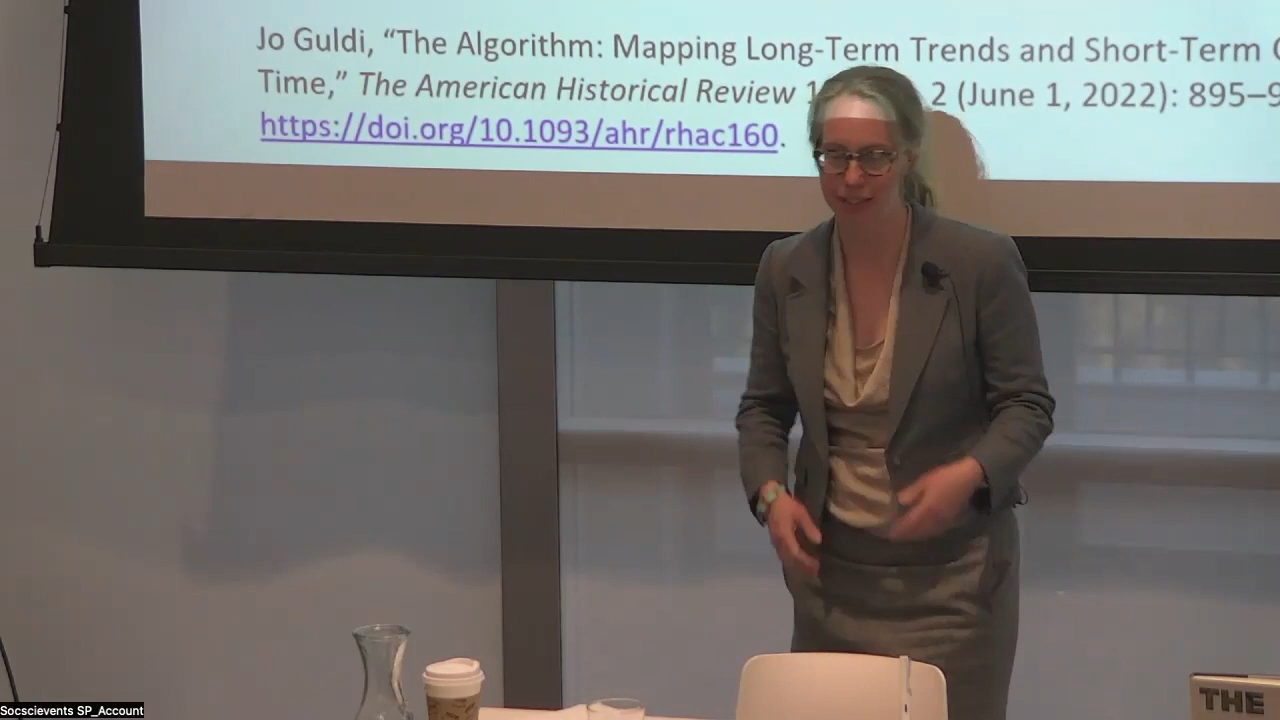 Jo Guldi, “The Algorithm: Mapping Long-Term Trends and Short-Term
Time,” The American Historical Review 2 (June 1, 2022): 895–9
https://doi.org/10.1093/ahr/rhac160.
THE
Socscievents SP_Account